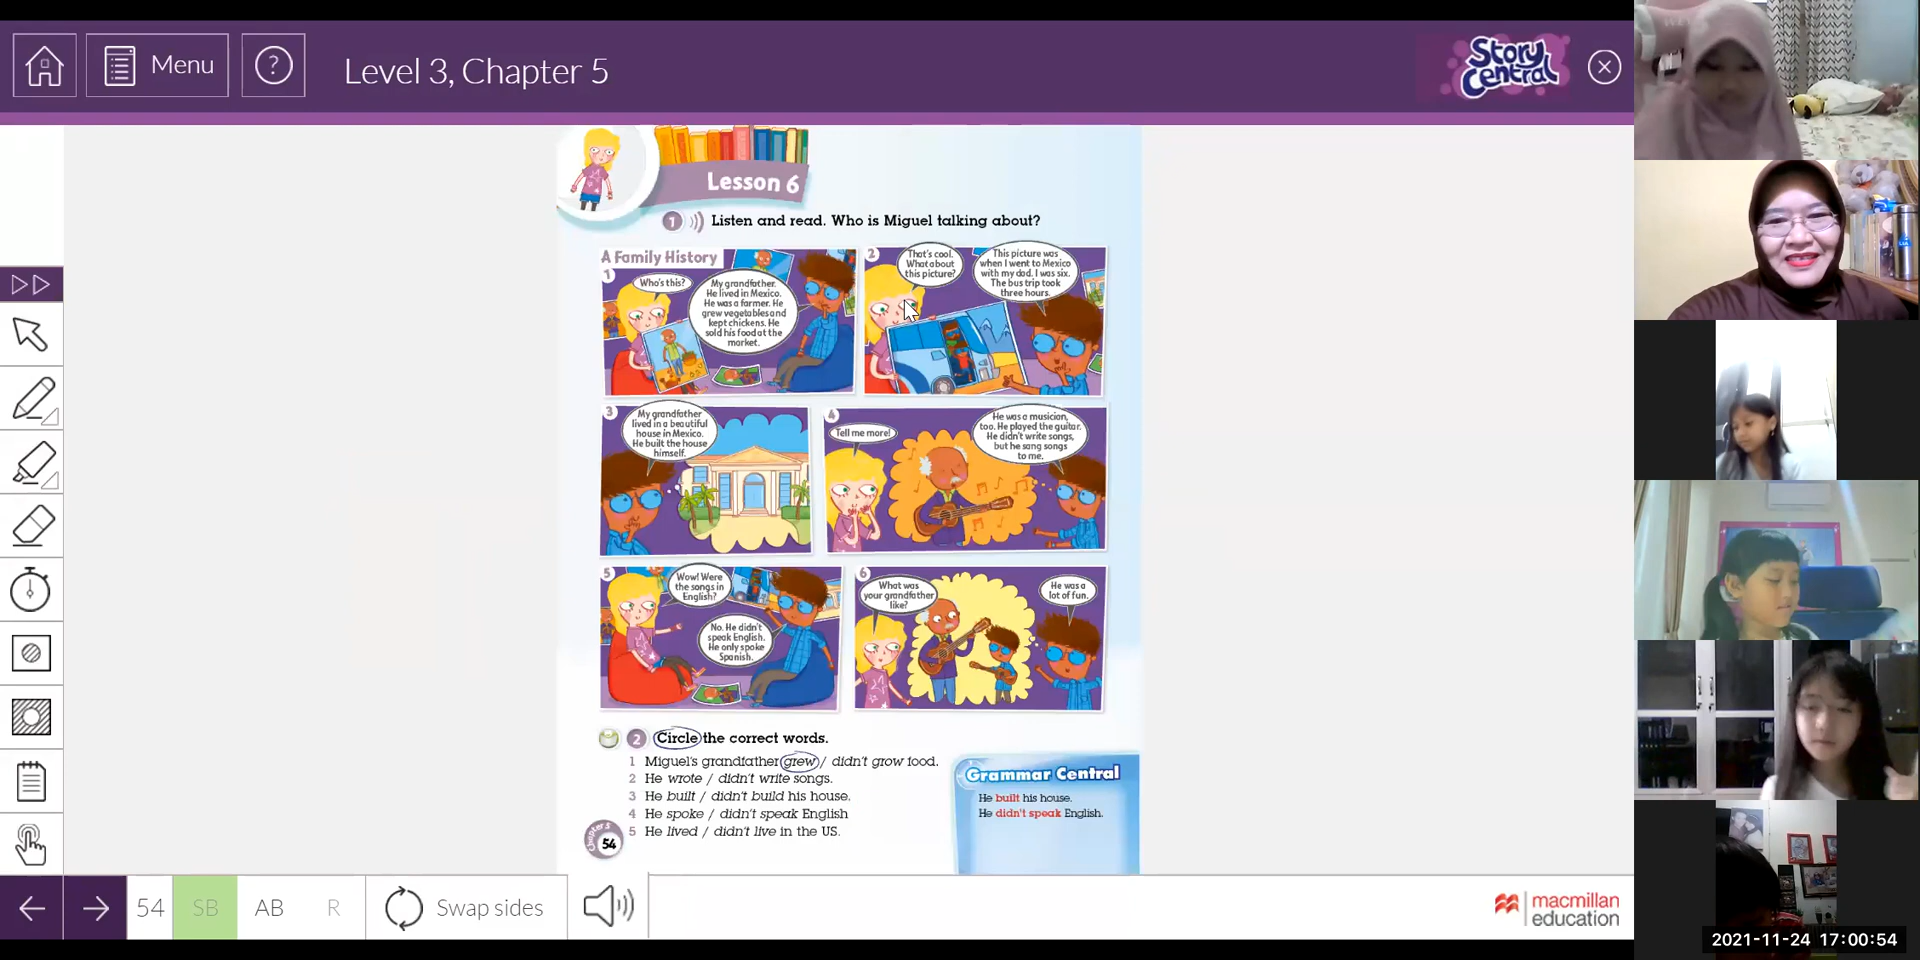 Menu
?
Level 3, Chapter 5
Story
Central
Lesson 6
1 Listen and read. Who is Miguel talking about?
A Family History
1
Who's this?
My grandfather.
He lived in Mexico.
He was a farmer. He
grew vegetables and
kept chickens. He
sold his food at the
market.
2
That's cool.
What about
this picture?
This picture was
when I went to Mexico
with my dad. I was six.
The bus trip took
three hours.
3
My grandfather
lived in a beautiful
house in Mexico.
He built the house
himself.
4
Tell me more!
He was a musician,
too. He played the guitar.
He didn't write songs,
but he sang songs
to me.
5
Wow! Were
the songs in
English?
No. He didn't
speak English.
He only spoke
Spanish.
6
What was
your grandfather
like?
He was a
lot of fun.
2 Circle the correct words.
1 Miguel's grandfather grew / didn't grow food.
2 He wrote / didn't write songs.
3 He built / didn't build his house.
4 He spoke / didn't speak English
5 He lived / didn't live in the US.
Grammar Central
He built his house.
He didn't speak English.
Chapter 5
54
54
SB
AB
R
Swap sides
macmillan
education
2021-11-24 17:00:54